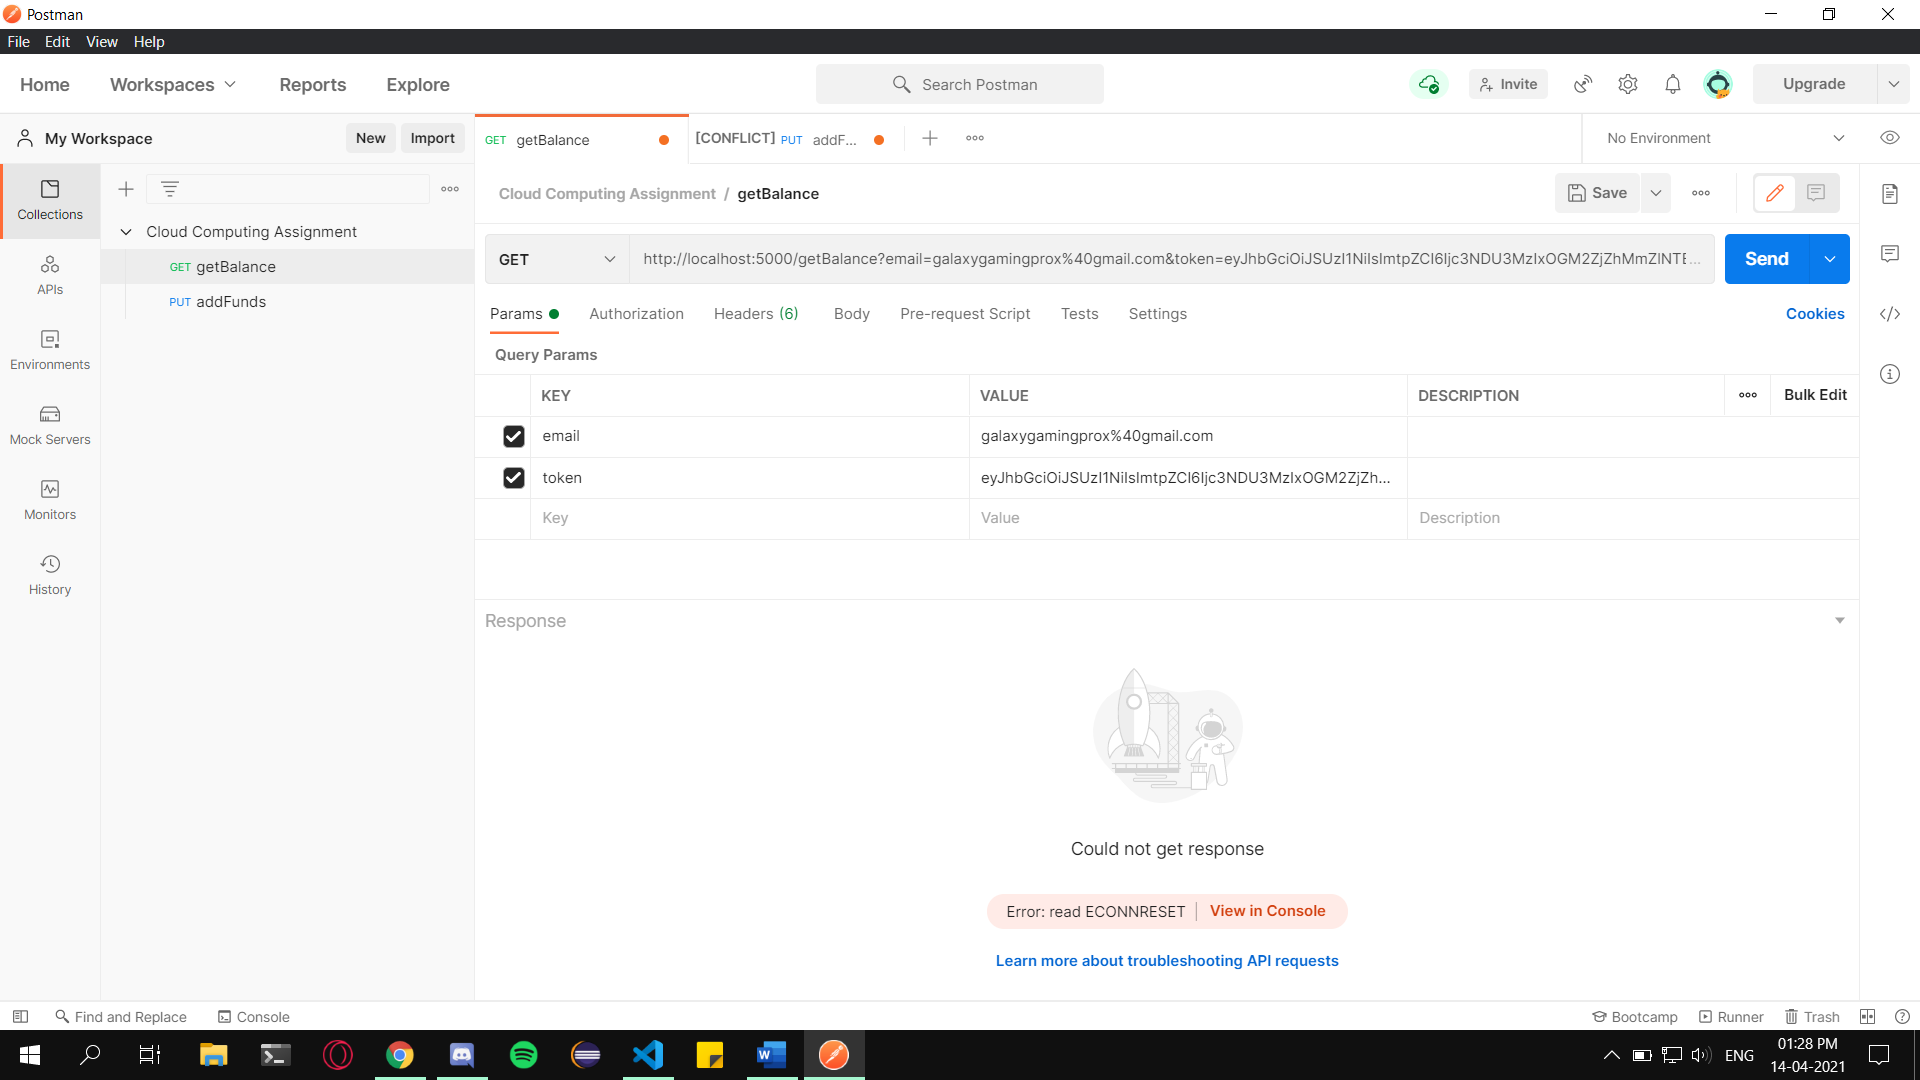 Postman
File Edit View Help
Home Workspaces Reports Explore Search Postman Invite Upgrade
My Workspace New Import
GET getBalance [CONFLICT] PUT addF... No Environment
Cloud Computing Assignment / getBalance Save
Collections
APIs
Environments
Mock Servers
Monitors
History
Cloud Computing Assignment
GET getBalance
PUT addFunds
GET http://localhost:5000/getBalance?email=galaxygamingprox%40gmail.com&token=eyJhbGciOiJSUzI1NiIsImtpZCI6Ijc3NDU3MzIxOGM2ZjZhMmZlNTE... Send
Params Authorization Headers (6) Body Pre-request Script Tests Settings Cookies
Query Params
KEY VALUE DESCRIPTION Bulk Edit
email galaxygamingprox%40gmail.com
token eyJhbGciOiJSUzI1NiIsImtpZCI6Ijc3NDU3MzIxOGM2ZjZh...
Key Value Description
Response
Could not get response
Error: read ECONNRESET View in Console
Learn more about troubleshooting API requests
Find and Replace Console Bootcamp Runner Trash
ENG 01:28 PM
14-04-2021